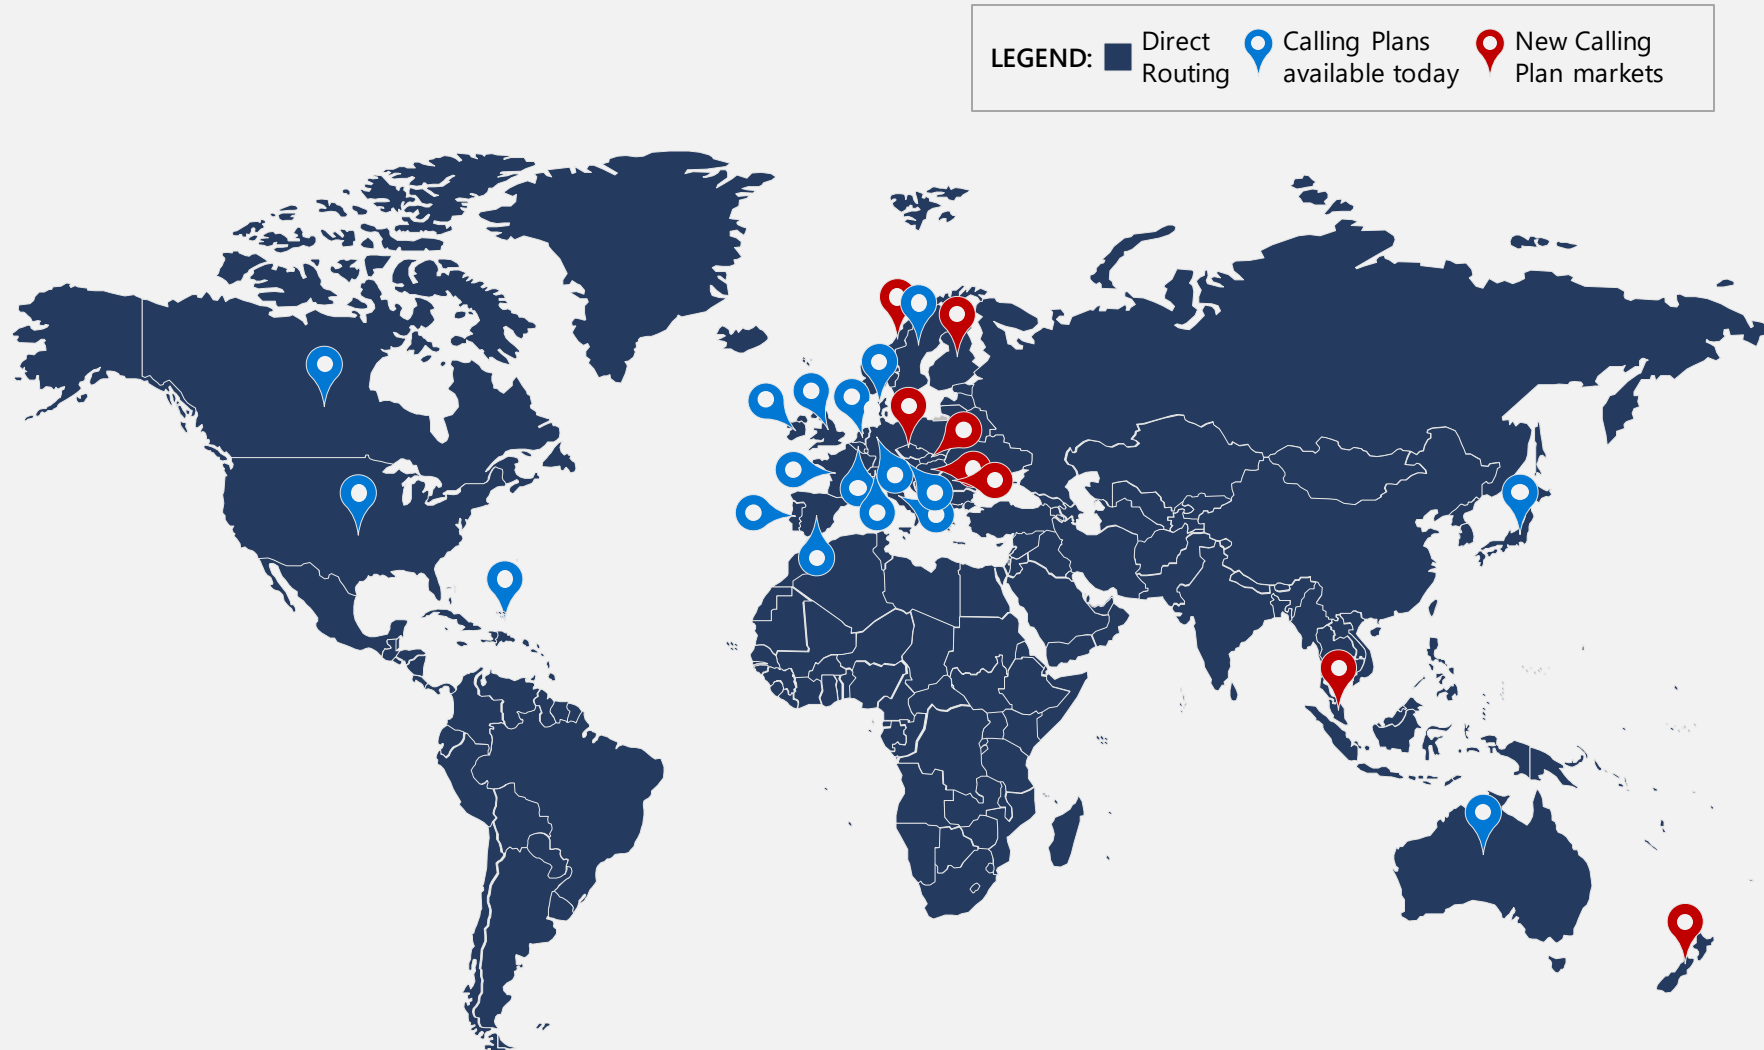 LEGEND:
Direct
Routing
Calling Plans
available today
New Calling
Plan markets